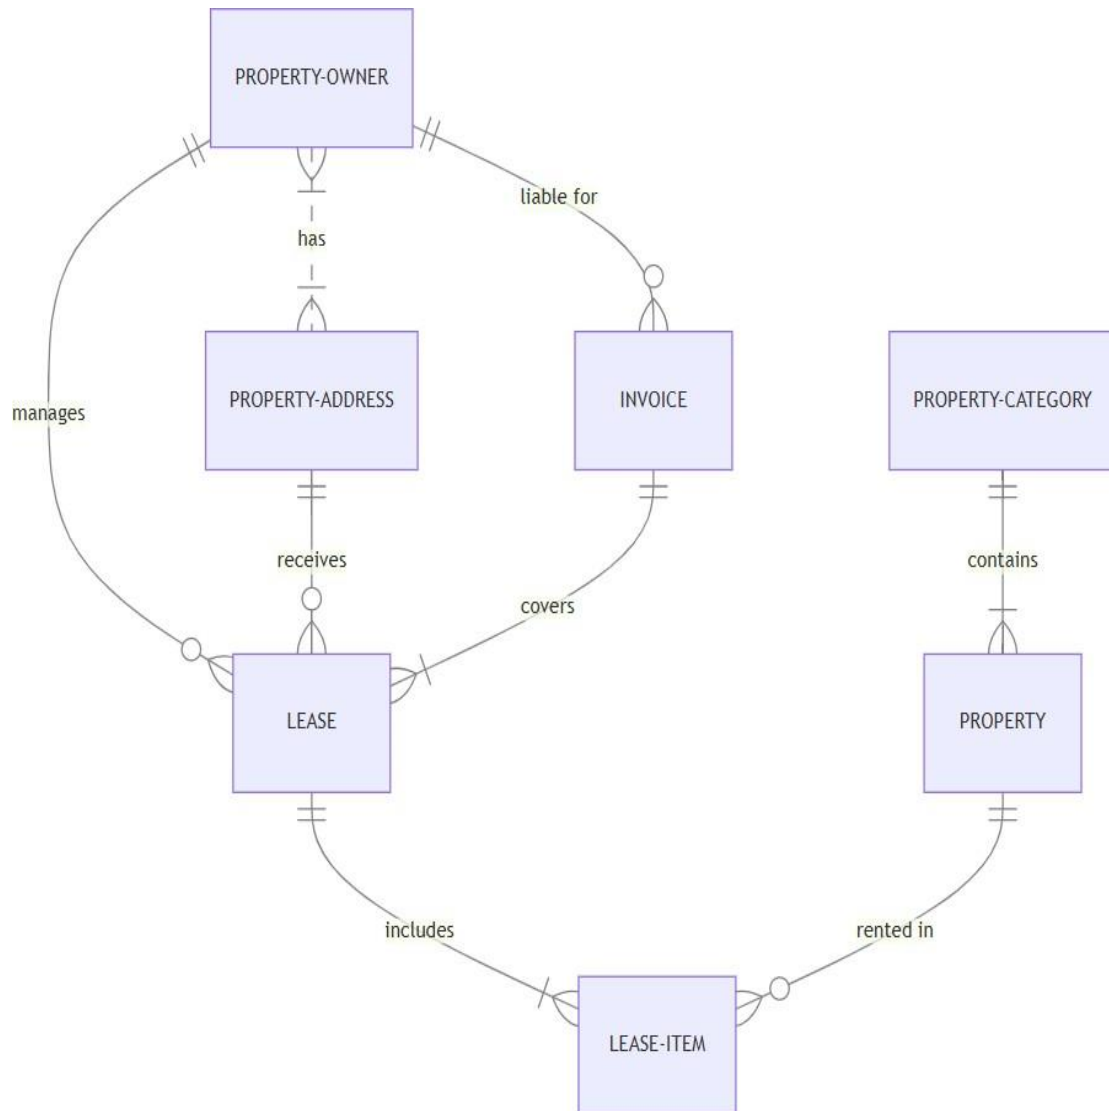 PROPERTY-OWNER
liable for
has
PROPERTY-ADDRESS
INVOICE
PROPERTY-CATEGORY
manages
receives
contains
covers
LEASE
PROPERTY
includes
rented in
LEASE-ITEM